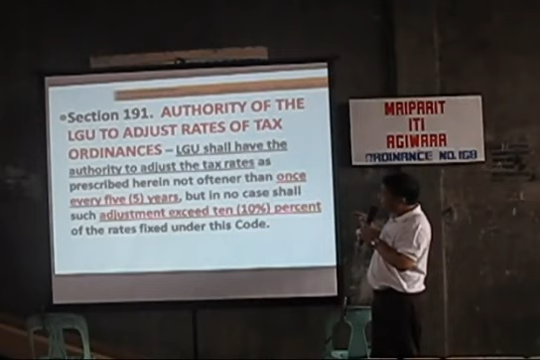 Section 191. AUTHORITY OF THE
LGU TO ADJUST RATES OF TAX
ORDINANCES – LGU shall have the
authority to adjust the tax rates as
prescribed herein not oftener than once
every five (5) years, but in no case shall
such adjustment exceed ten (10%) percent
of the rates fixed under this Code.
MAIPARIT
ITI
AGIWARA
ORDINANCE NO. 168